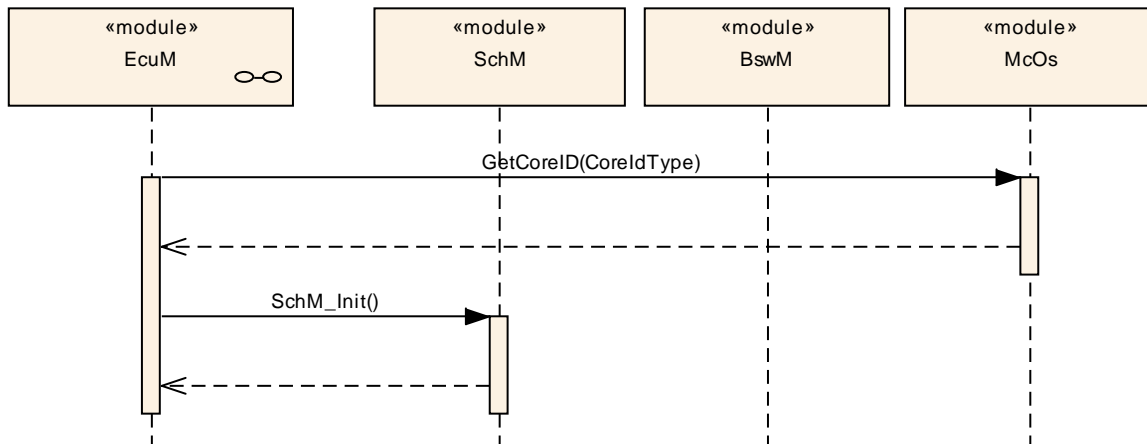 «module»
EcuM
«module»
SchM
«module»
BswM
«module»
McOs
GetCoreID(CoreIdType)
SchM_Init()